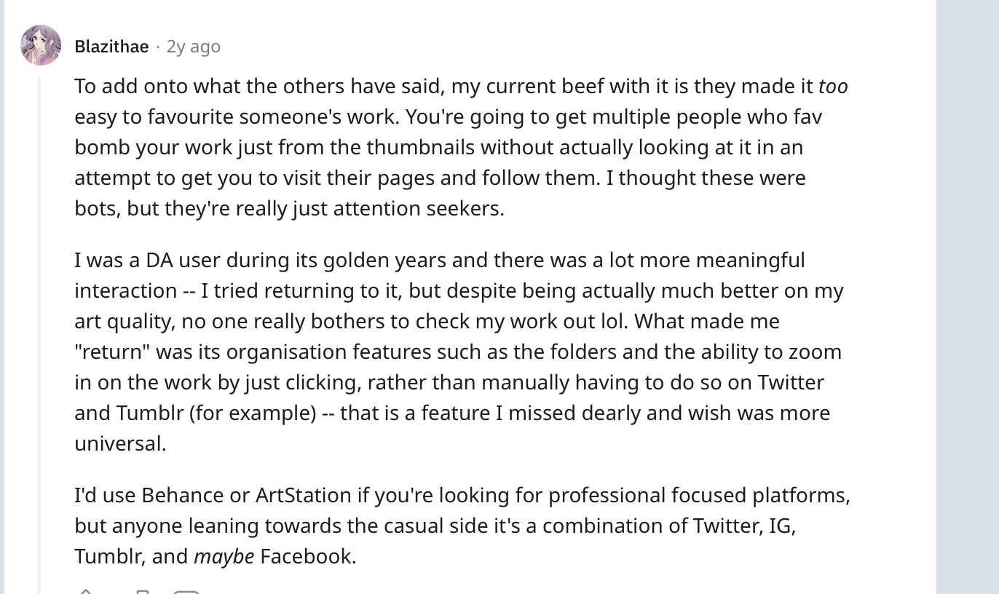 Blazithae · 2y ago
To add onto what the others have said, my current beef with it is they made it too
easy to favourite someone's work. You're going to get multiple people who fav
bomb your work just from the thumbnails without actually looking at it in an
attempt to get you to visit their pages and follow them. I thought these were
bots, but they're really just attention seekers.
I was a DA user during its golden years and there was a lot more meaningful
interaction -- I tried returning to it, but despite being actually much better on my
art quality, no one really bothers to check my work out lol. What made me
"return" was its organisation features such as the folders and the ability to zoom
in on the work by just clicking, rather than manually having to do so on Twitter
and Tumblr (for example) -- that is a feature I missed dearly and wish was more
universal.
I'd use Behance or ArtStation if you're looking for professional focused platforms,
but anyone leaning towards the casual side it's a combination of Twitter, IG,
Tumblr, and maybe Facebook.